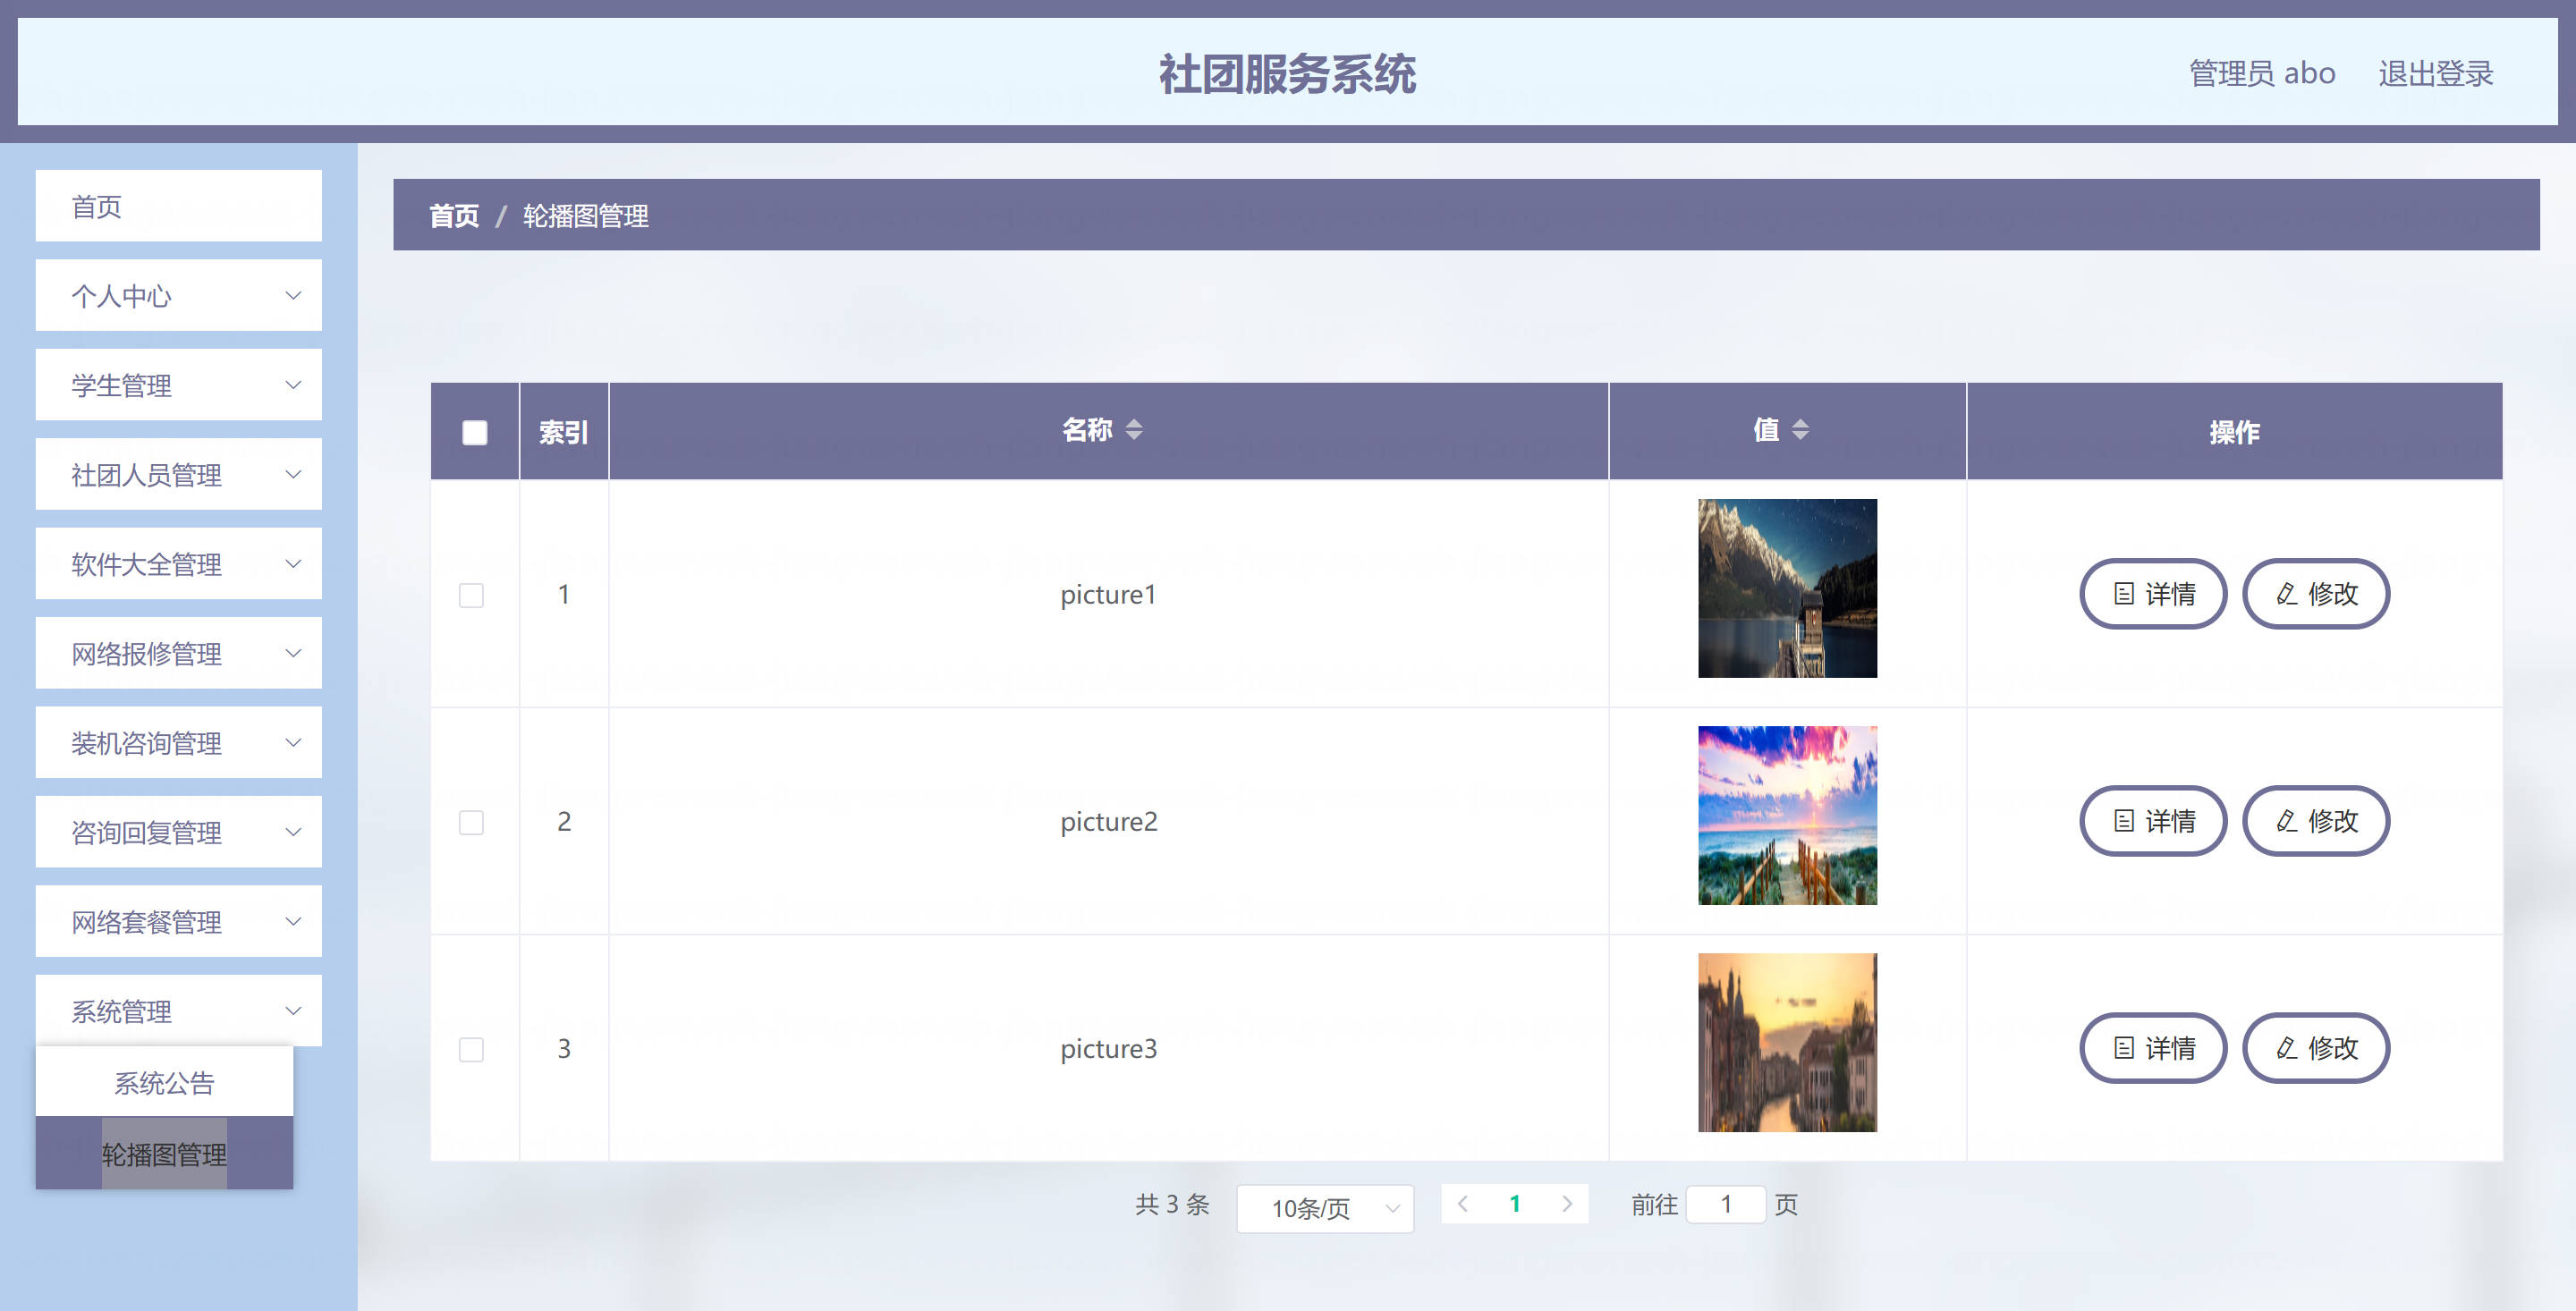 社团服务系统
管理员 abo 退出登录
首页
个人中心
学生管理
社团人员管理
软件大全管理
网络报修管理
装机咨询管理
咨询回复管理
网络套餐管理
系统管理
系统公告
轮播图管理
首页 / 轮播图管理
索引 名称 值 操作
1 picture1 详情 修改
2 picture2 详情 修改
3 picture3 详情 修改
共 3 条 10条/页 1 前往 1 页